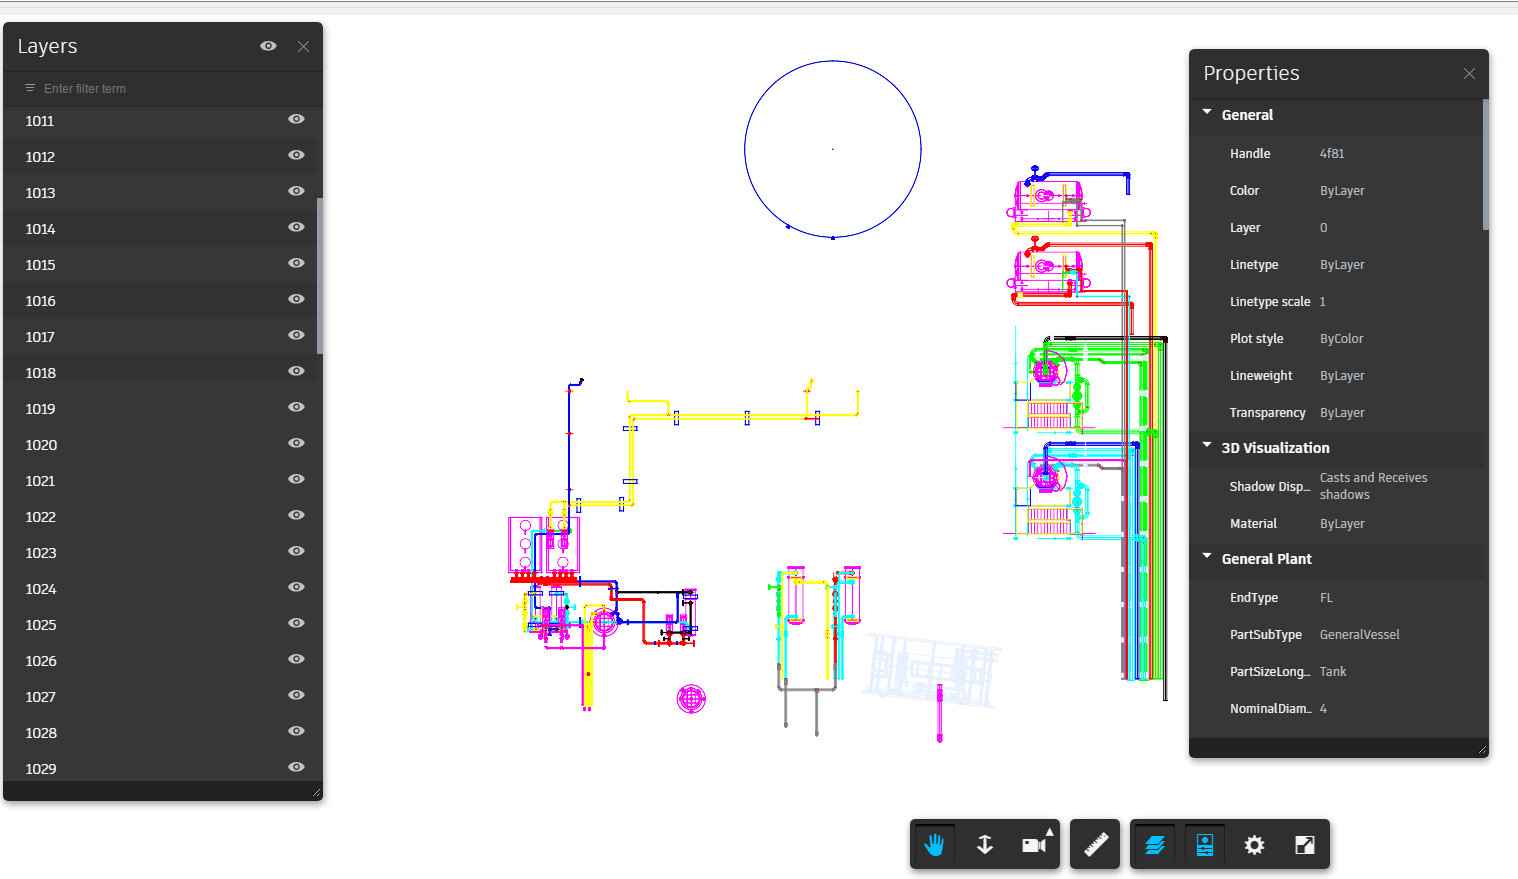 Layers
Enter filter term
1011
1012
1013
1014
1015
1016
1017
1018
1019
1020
1021
1022
1023
1024
1025
1026
1027
1028
1029
Properties
General
Handle 4f81
Color ByLayer
Layer 0
Linetype ByLayer
Linetype scale 1
Plot style ByColor
Lineweight ByLayer
Transparency ByLayer
3D Visualization
Shadow Disp... Casts and Receives
shadows
Material ByLayer
General Plant
EndType FL
PartSubType GeneralVessel
PartSizeLong... Tank
NominalDiam... 4